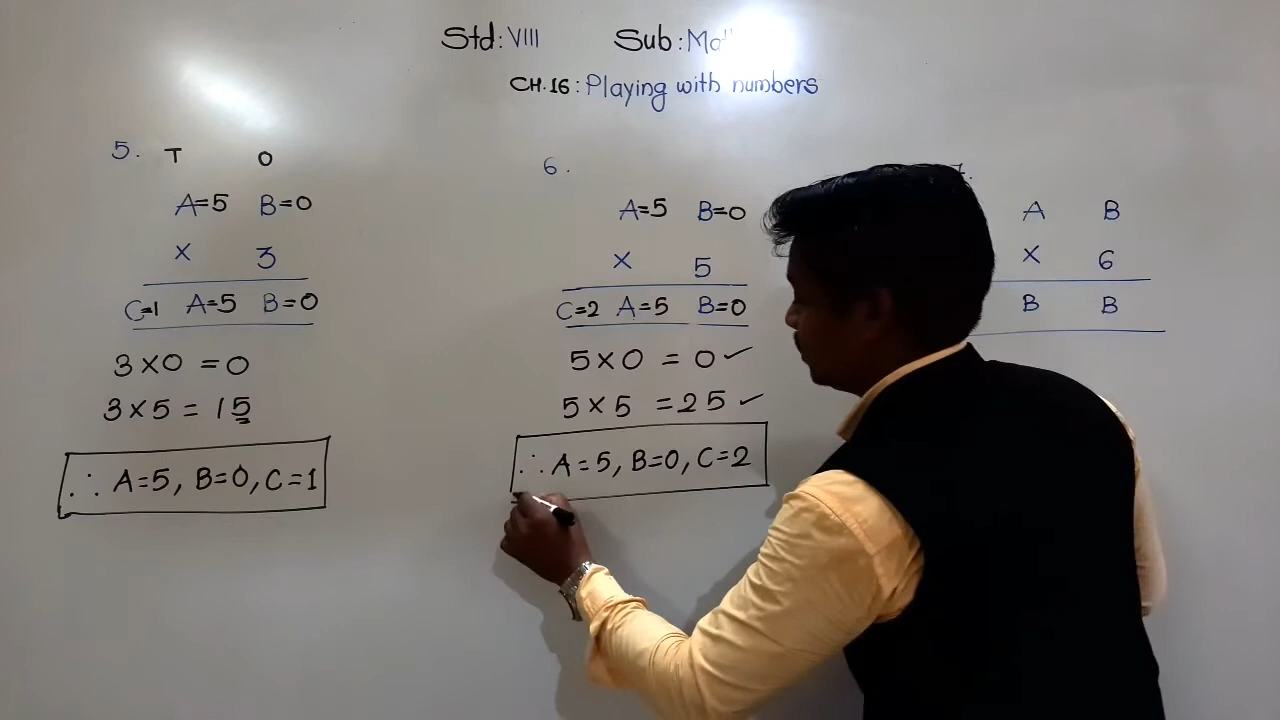 Std: VIII Sub:
CH.16: Playing with numbers
5. T O
A=5 B=0
× 3
C=1 A=5 B=0
3×0 =0
3×5 = 15
∴ A=5, B=0, C=1
6.
A=5 B=0
× 5
C=2 A=5 B=0
5×0 = 0 ✓
5×5 =25 ✓
∴ A=5, B=0, C=2
7.
A B
× 6
B B